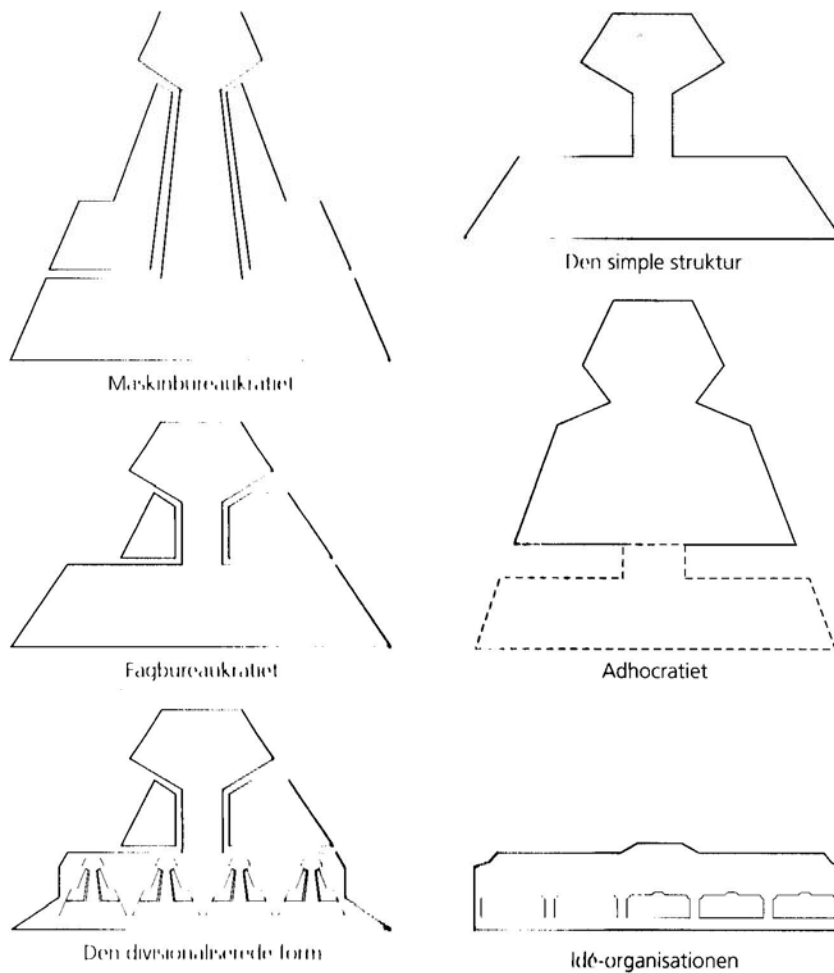 Maskinbureaukratiet
Den simple struktur
Fagbureaukratiet
Adhocratiet
Den divisionaliserede form
Idé-organisationen